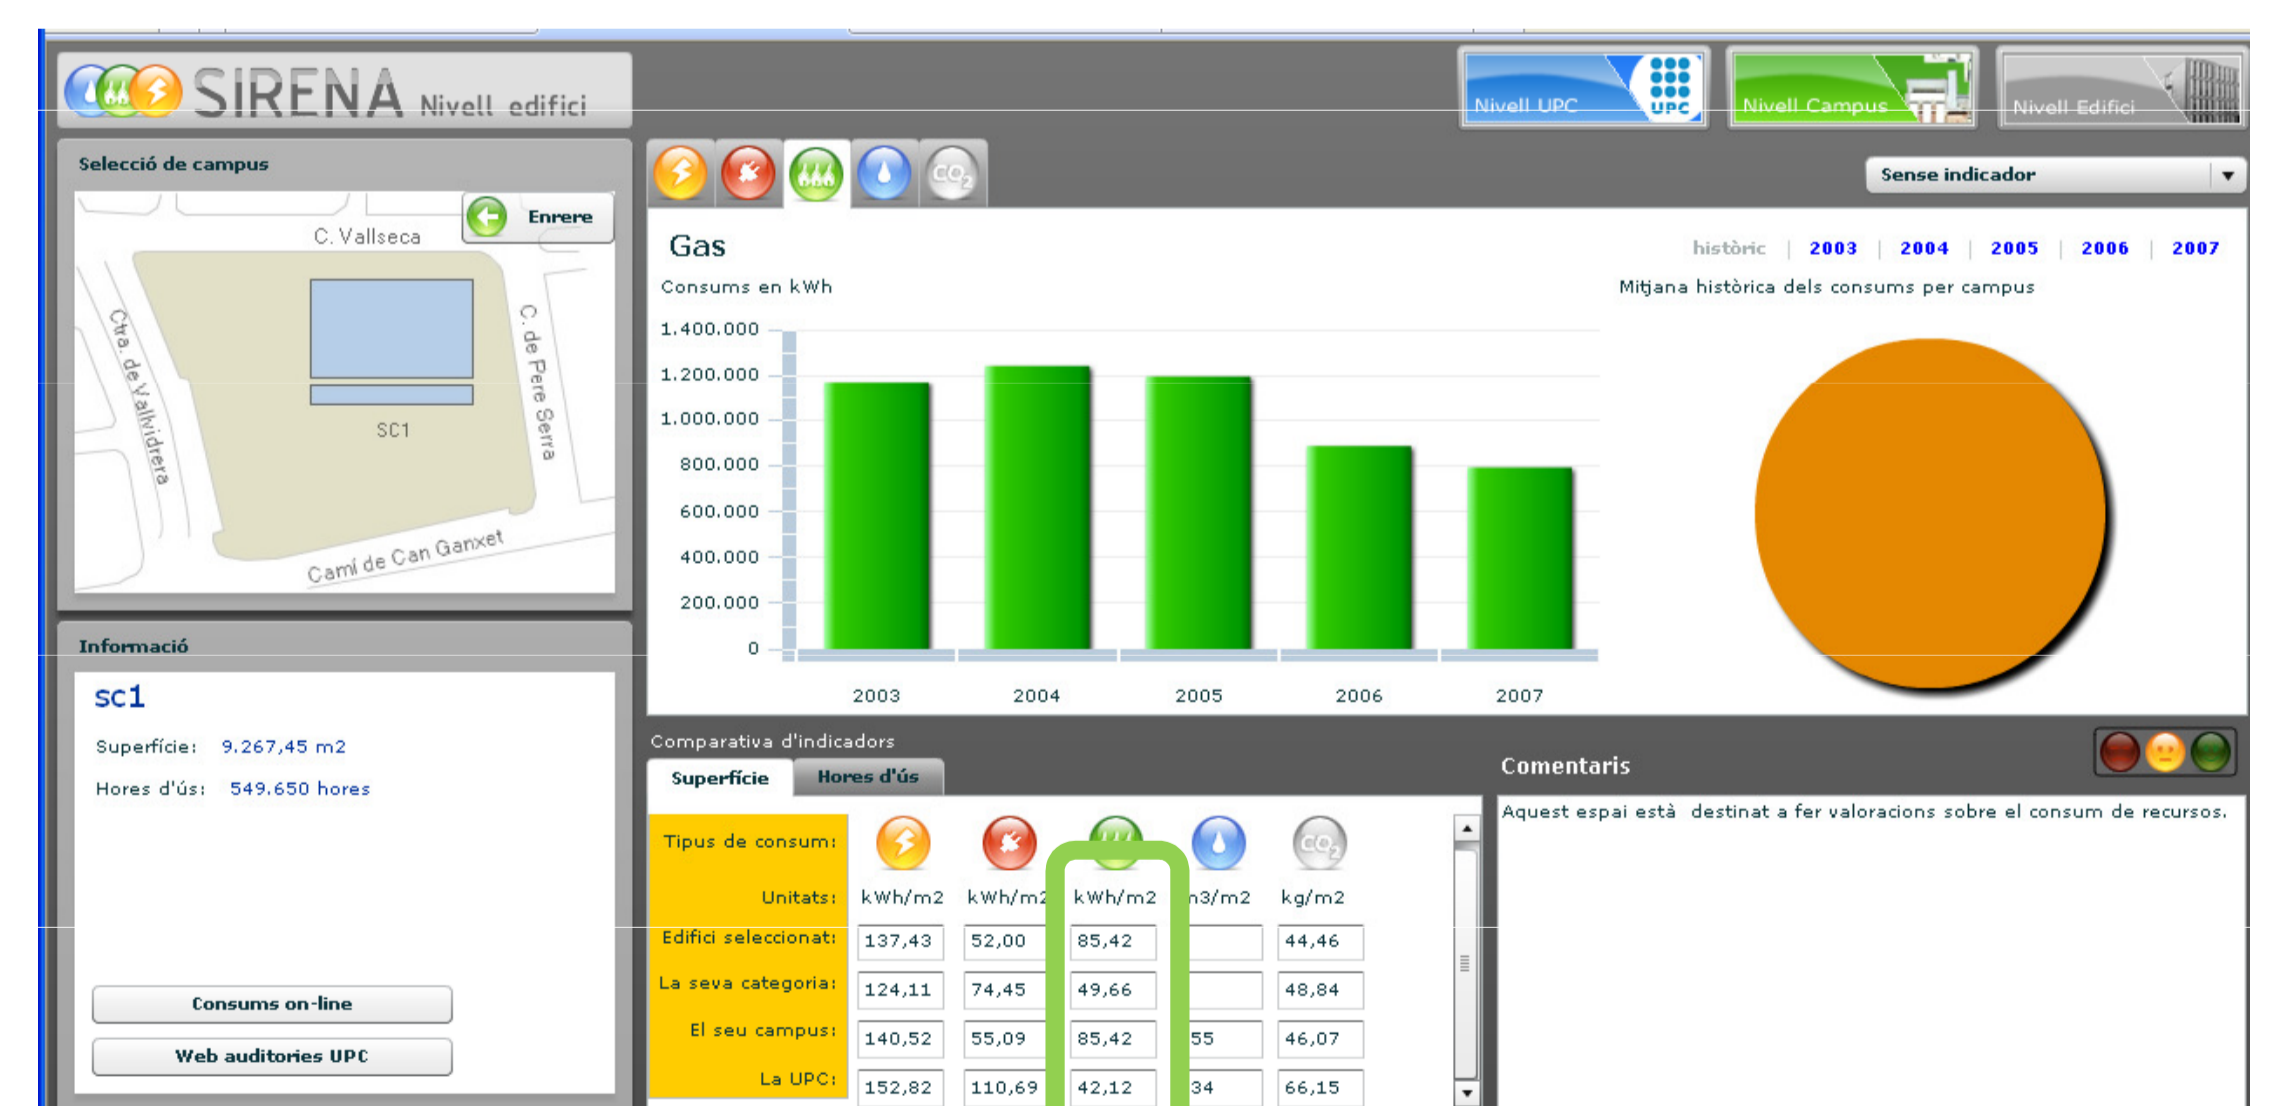 SIRENA Nivell edifici
Nivell UPC
UPC
Nivell Campus
Nivell Edifici
Selecció de campus
Enrere
C. Vallseca
Ctra. de Vallvidrera
C. de Pere Serra
SC1
Camí de Can Ganxet
CO2
Sense indicador
Gas
històric | 2003 | 2004 | 2005 | 2006 | 2007
Consums en kWh
Mitjana històrica dels consums per campus
1.400.000
1.200.000
1.000.000
800.000
600.000
400.000
200.000
0
2003 2004 2005 2006 2007
Informació
sc1
Superfície: 9.267,45 m2
Hores d'ús: 549.650 hores
Consums on-line
Web auditories UPC
Comparativa d'indicadors
Superfície Hores d'ús
Tipus de consum: CO2
Unitats: kWh/m2 kWh/m2 kWh/m2 m3/m2 kg/m2
Edifici seleccionat: 137,43 52,00 85,42 44,46
La seva categoria: 124,11 74,45 49,66 48,84
El seu campus: 140,52 55,09 85,42 55 46,07
La UPC: 152,82 110,69 42,12 34 66,15
Comentaris
Aquest espai està destinat a fer valoracions sobre el consum de recursos.